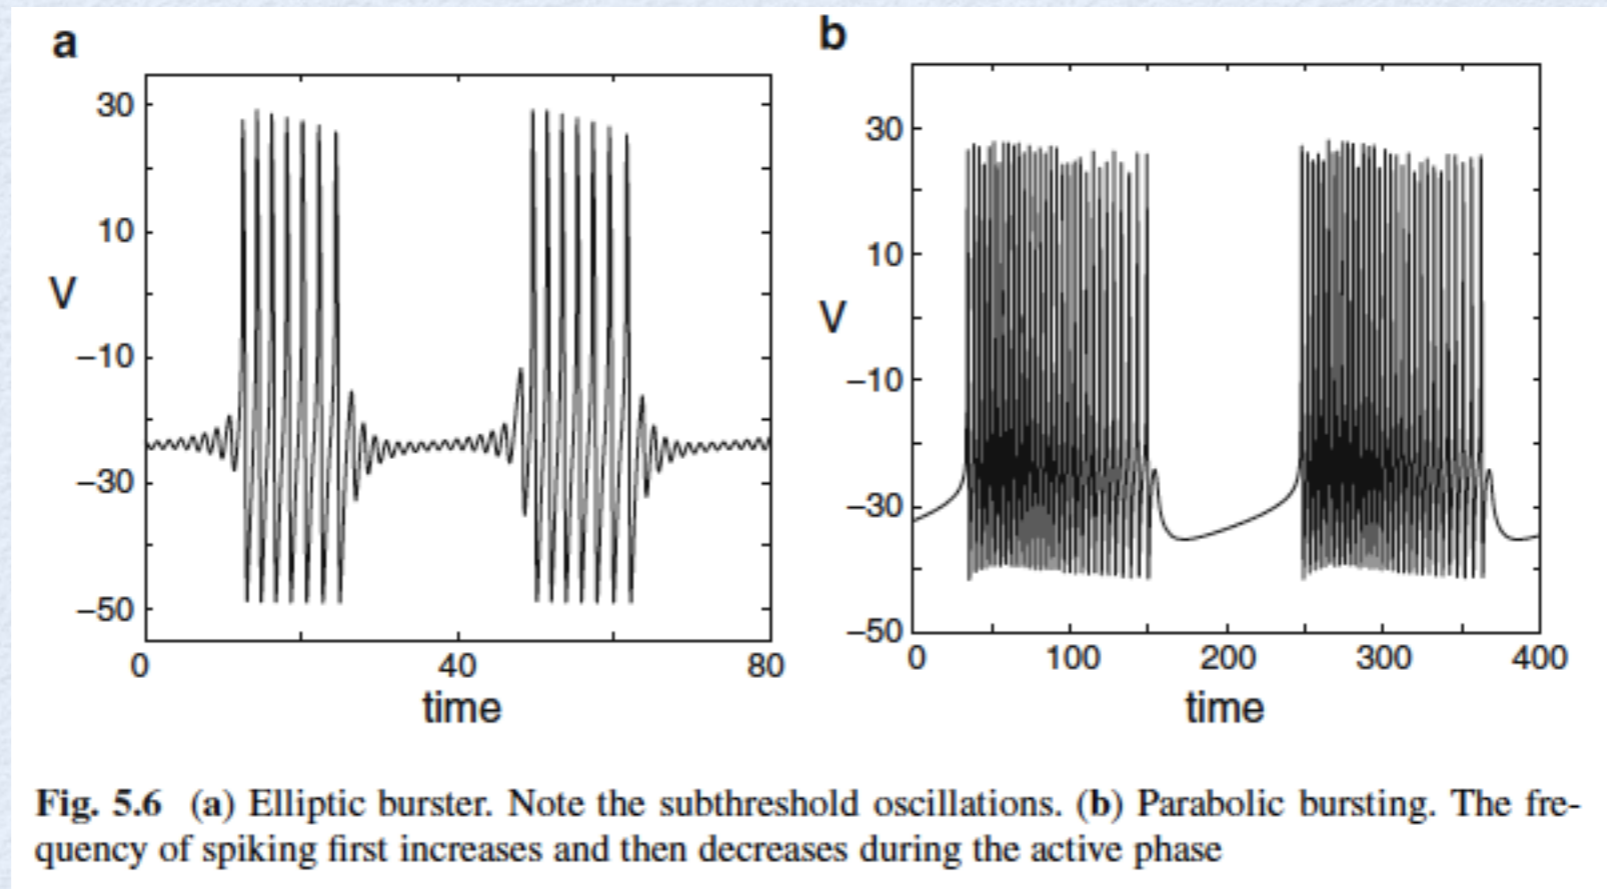 a
b
30
10
V
−10
−30
−50
0
40
80
time
30
10
V
−10
−30
−50
0
100
200
300
400
time
Fig. 5.6 (a) Elliptic burster. Note the subthreshold oscillations. (b) Parabolic bursting. The fre-
quency of spiking first increases and then decreases during the active phase